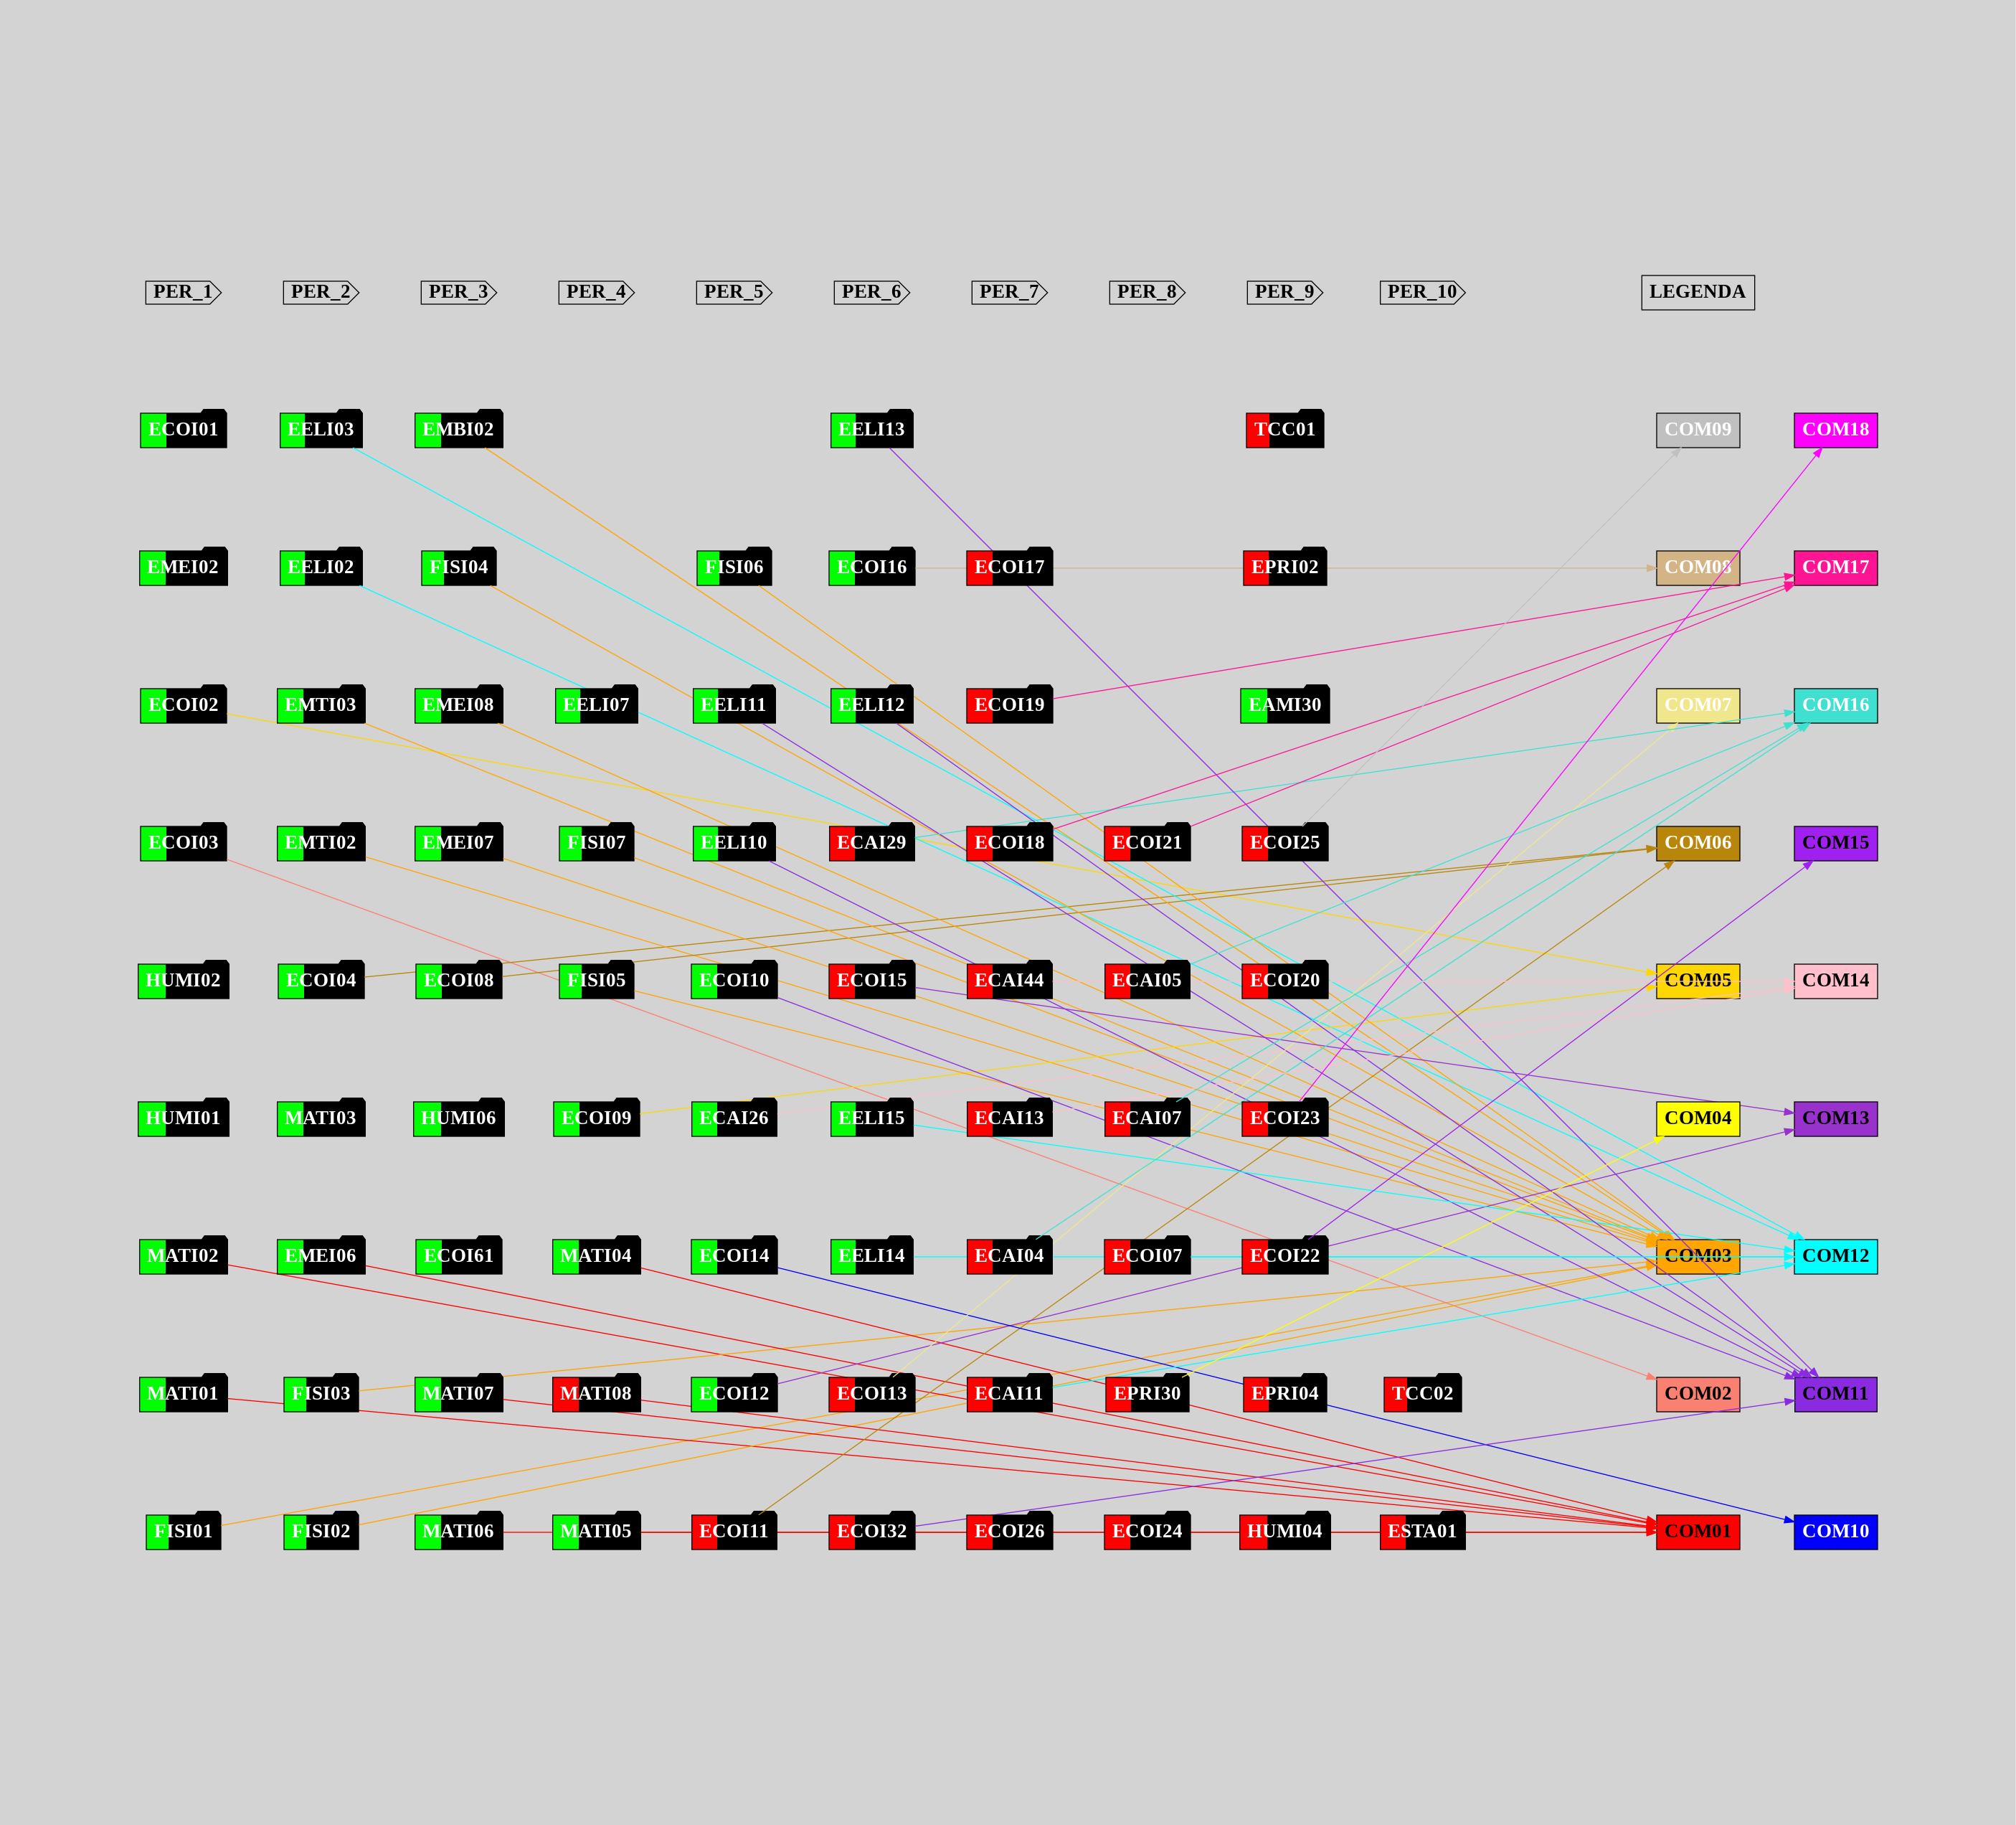 PER_1 PER_2 PER_3 PER_4 PER_5 PER_6 PER_7 PER_8 PER_9 PER_10 LEGENDA
ECOI01 EELI03 EMBI02 EELI13 TCC01 COM09 COM18
EMEI02 EELI02 FISI04 FISI06 ECOI16 ECOI17 EPRI02 COM08 COM17
ECOI02 EMTI03 EMEI08 EELI07 EELI11 EELI12 ECOI19 EAMI30 COM07 COM16
ECOI03 EMTI02 EMEI07 FISI07 EELI10 ECAI29 ECOI18 ECOI21 ECOI25 COM06 COM15
HUMI02 ECOI04 ECOI08 FISI05 ECOI10 ECOI15 ECAI44 ECAI05 ECOI20 COM05 COM14
HUMI01 MATI03 HUMI06 ECOI09 ECAI26 EELI15 ECAI13 ECAI07 ECOI23 COM04 COM13
MATI02 EMEI06 ECOI61 MATI04 ECOI14 EELI14 ECAI04 ECOI07 ECOI22 COM03 COM12
MATI01 FISI03 MATI07 MATI08 ECOI12 ECOI13 ECAI11 EPRI30 EPRI04 TCC02 COM02 COM11
FISI01 FISI02 MATI06 MATI05 ECOI11 ECOI32 ECOI26 ECOI24 HUMI04 ESTA01 COM01 COM10